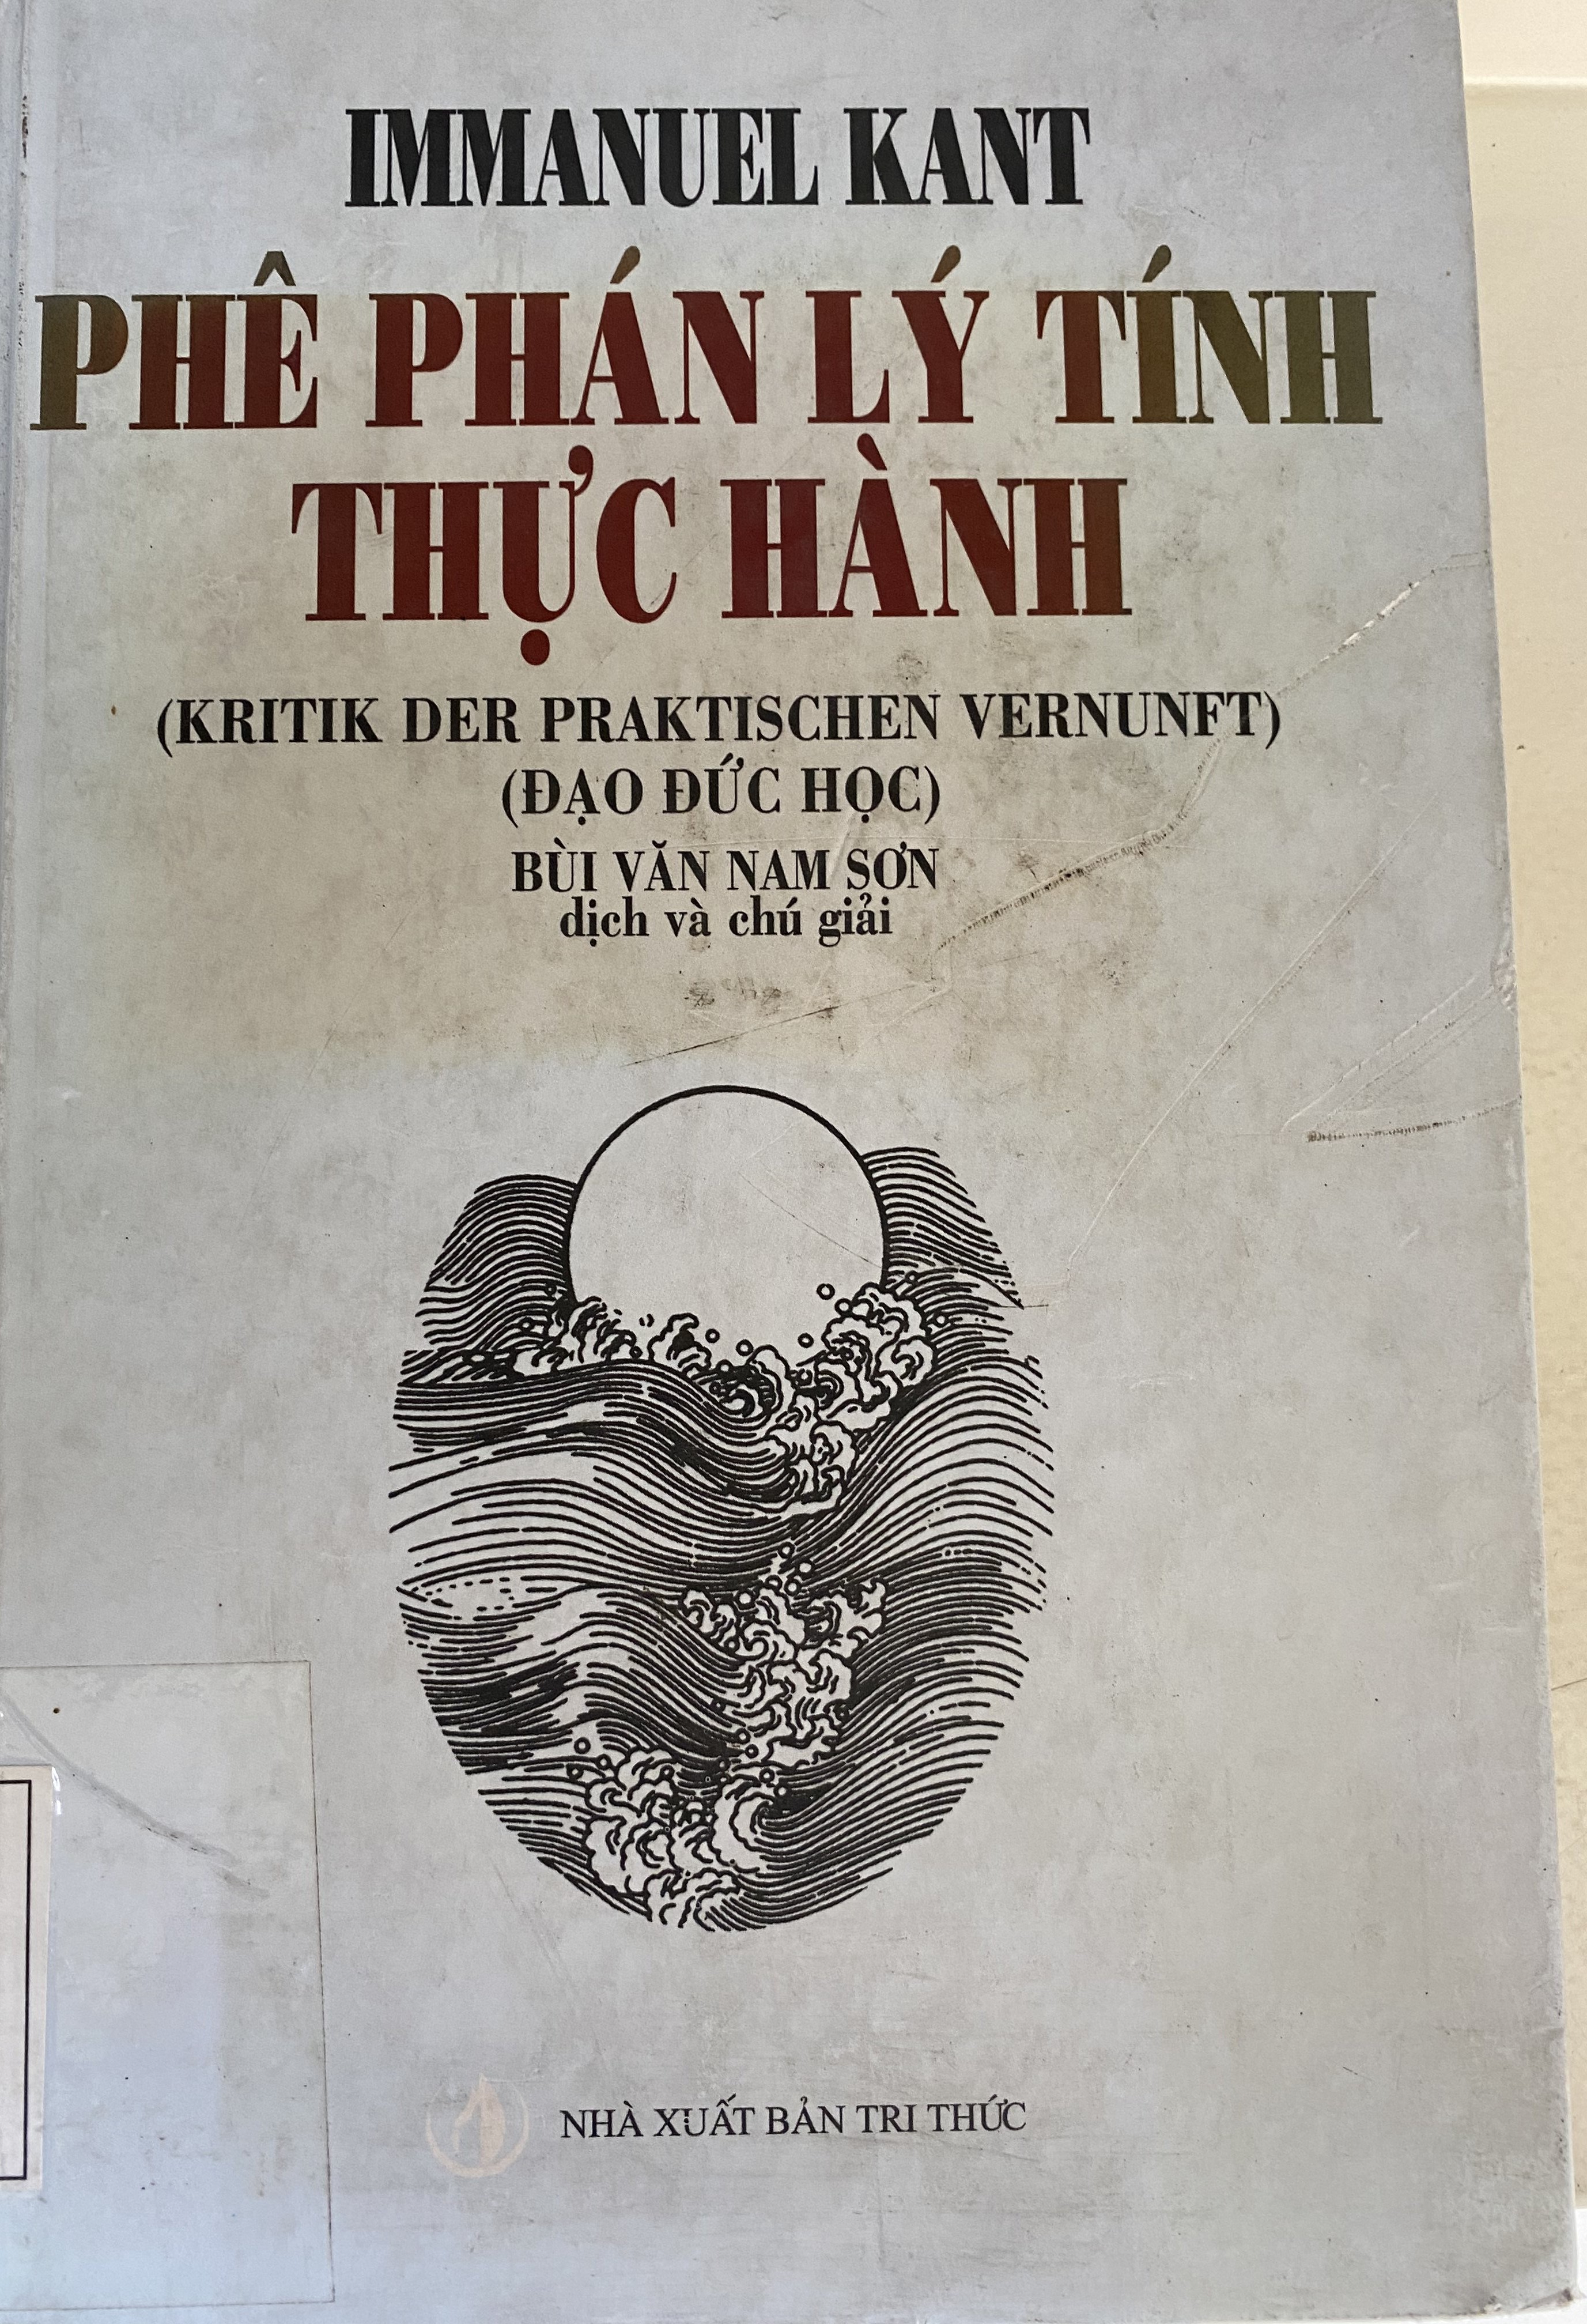 IMMANUEL KANT
PHÊ PHÁN LÝ TÍNH
THỰC HÀNH
(KRITIK DER PRAKTISCHEN VERNUNFT)
(ĐẠO ĐỨC HỌC)
BÙI VĂN NAM SƠN
dịch và chú giải
NHÀ XUẤT BẢN TRI THỨC